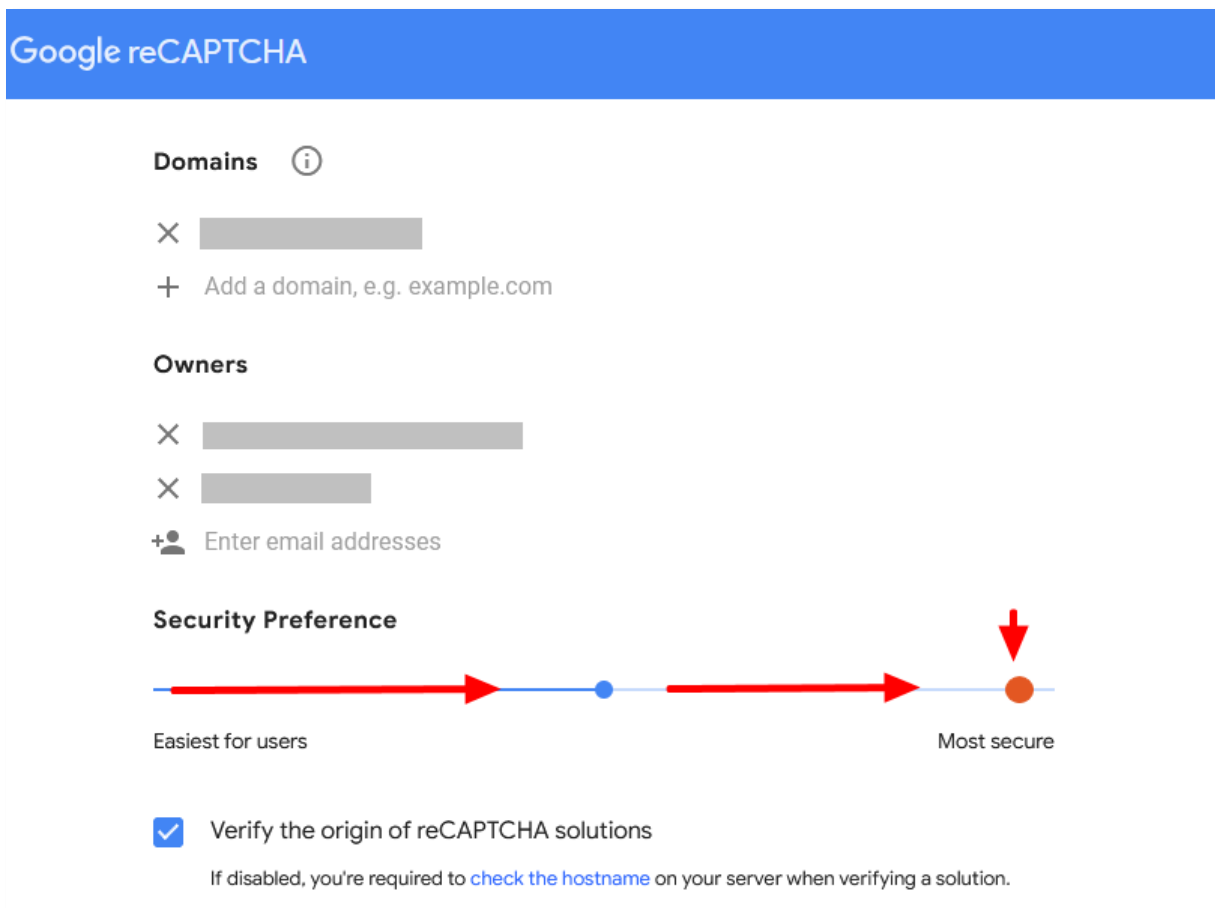 Google reCAPTCHA
Domains
Add a domain, e.g. example.com
Owners
Enter email addresses
Security Preference
Easiest for users
Most secure
Verify the origin of reCAPTCHA solutions
If disabled, you're required to check the hostname on your server when verifying a solution.